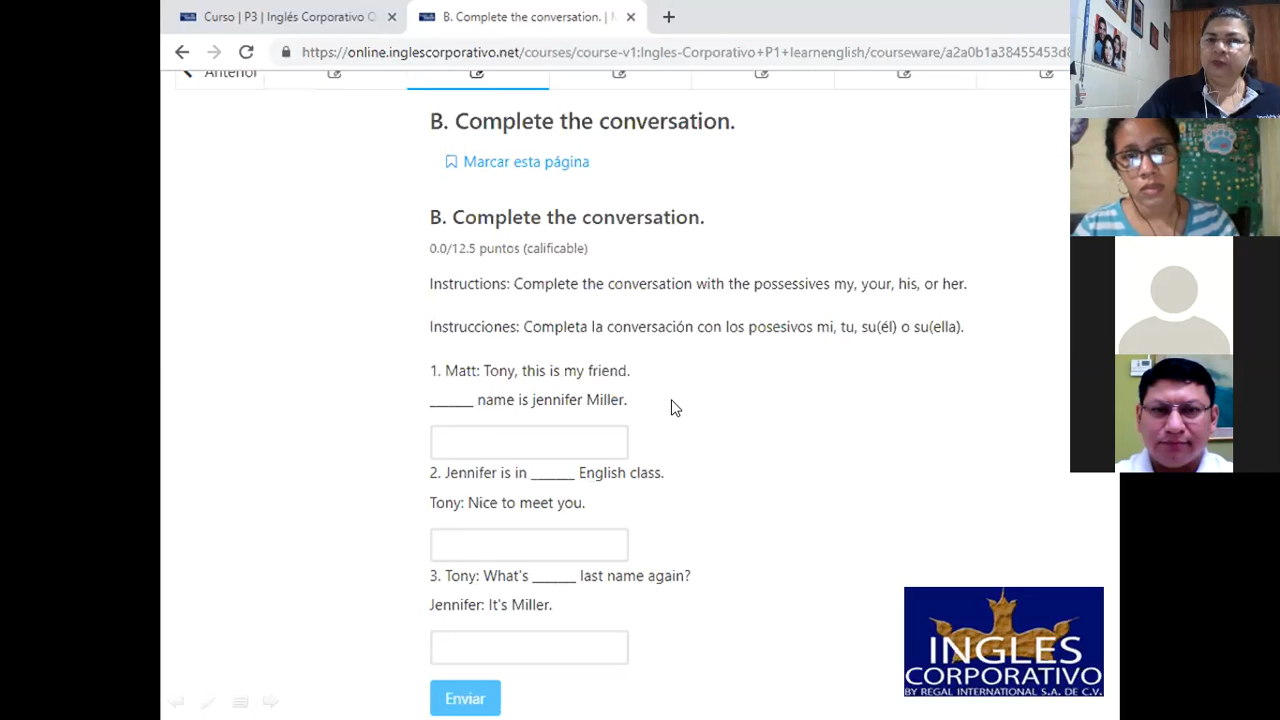 Curso | P3 | Inglés Corporativo
B. Complete the conversation. |
https://online.inglescorporativo.net/courses/course-v1:Ingles-Corporativo+P1+learnenglish/courseware/a2a0b1a38455453d8
Anterior
B. Complete the conversation.
Marcar esta página
B. Complete the conversation.
0.0/12.5 puntos (calificable)
Instructions: Complete the conversation with the possessives my, your, his, or her.
Instrucciones: Completa la conversación con los posesivos mi, tu, su(él) o su(ella).
1. Matt: Tony, this is my friend.
______ name is jennifer Miller.
2. Jennifer is in ______ English class.
Tony: Nice to meet you.
3. Tony: What's ______ last name again?
Jennifer: It's Miller.
Enviar
INGLES
CORPORATIVO
BY REGAL INTERNATIONAL S.A. DE C.V.